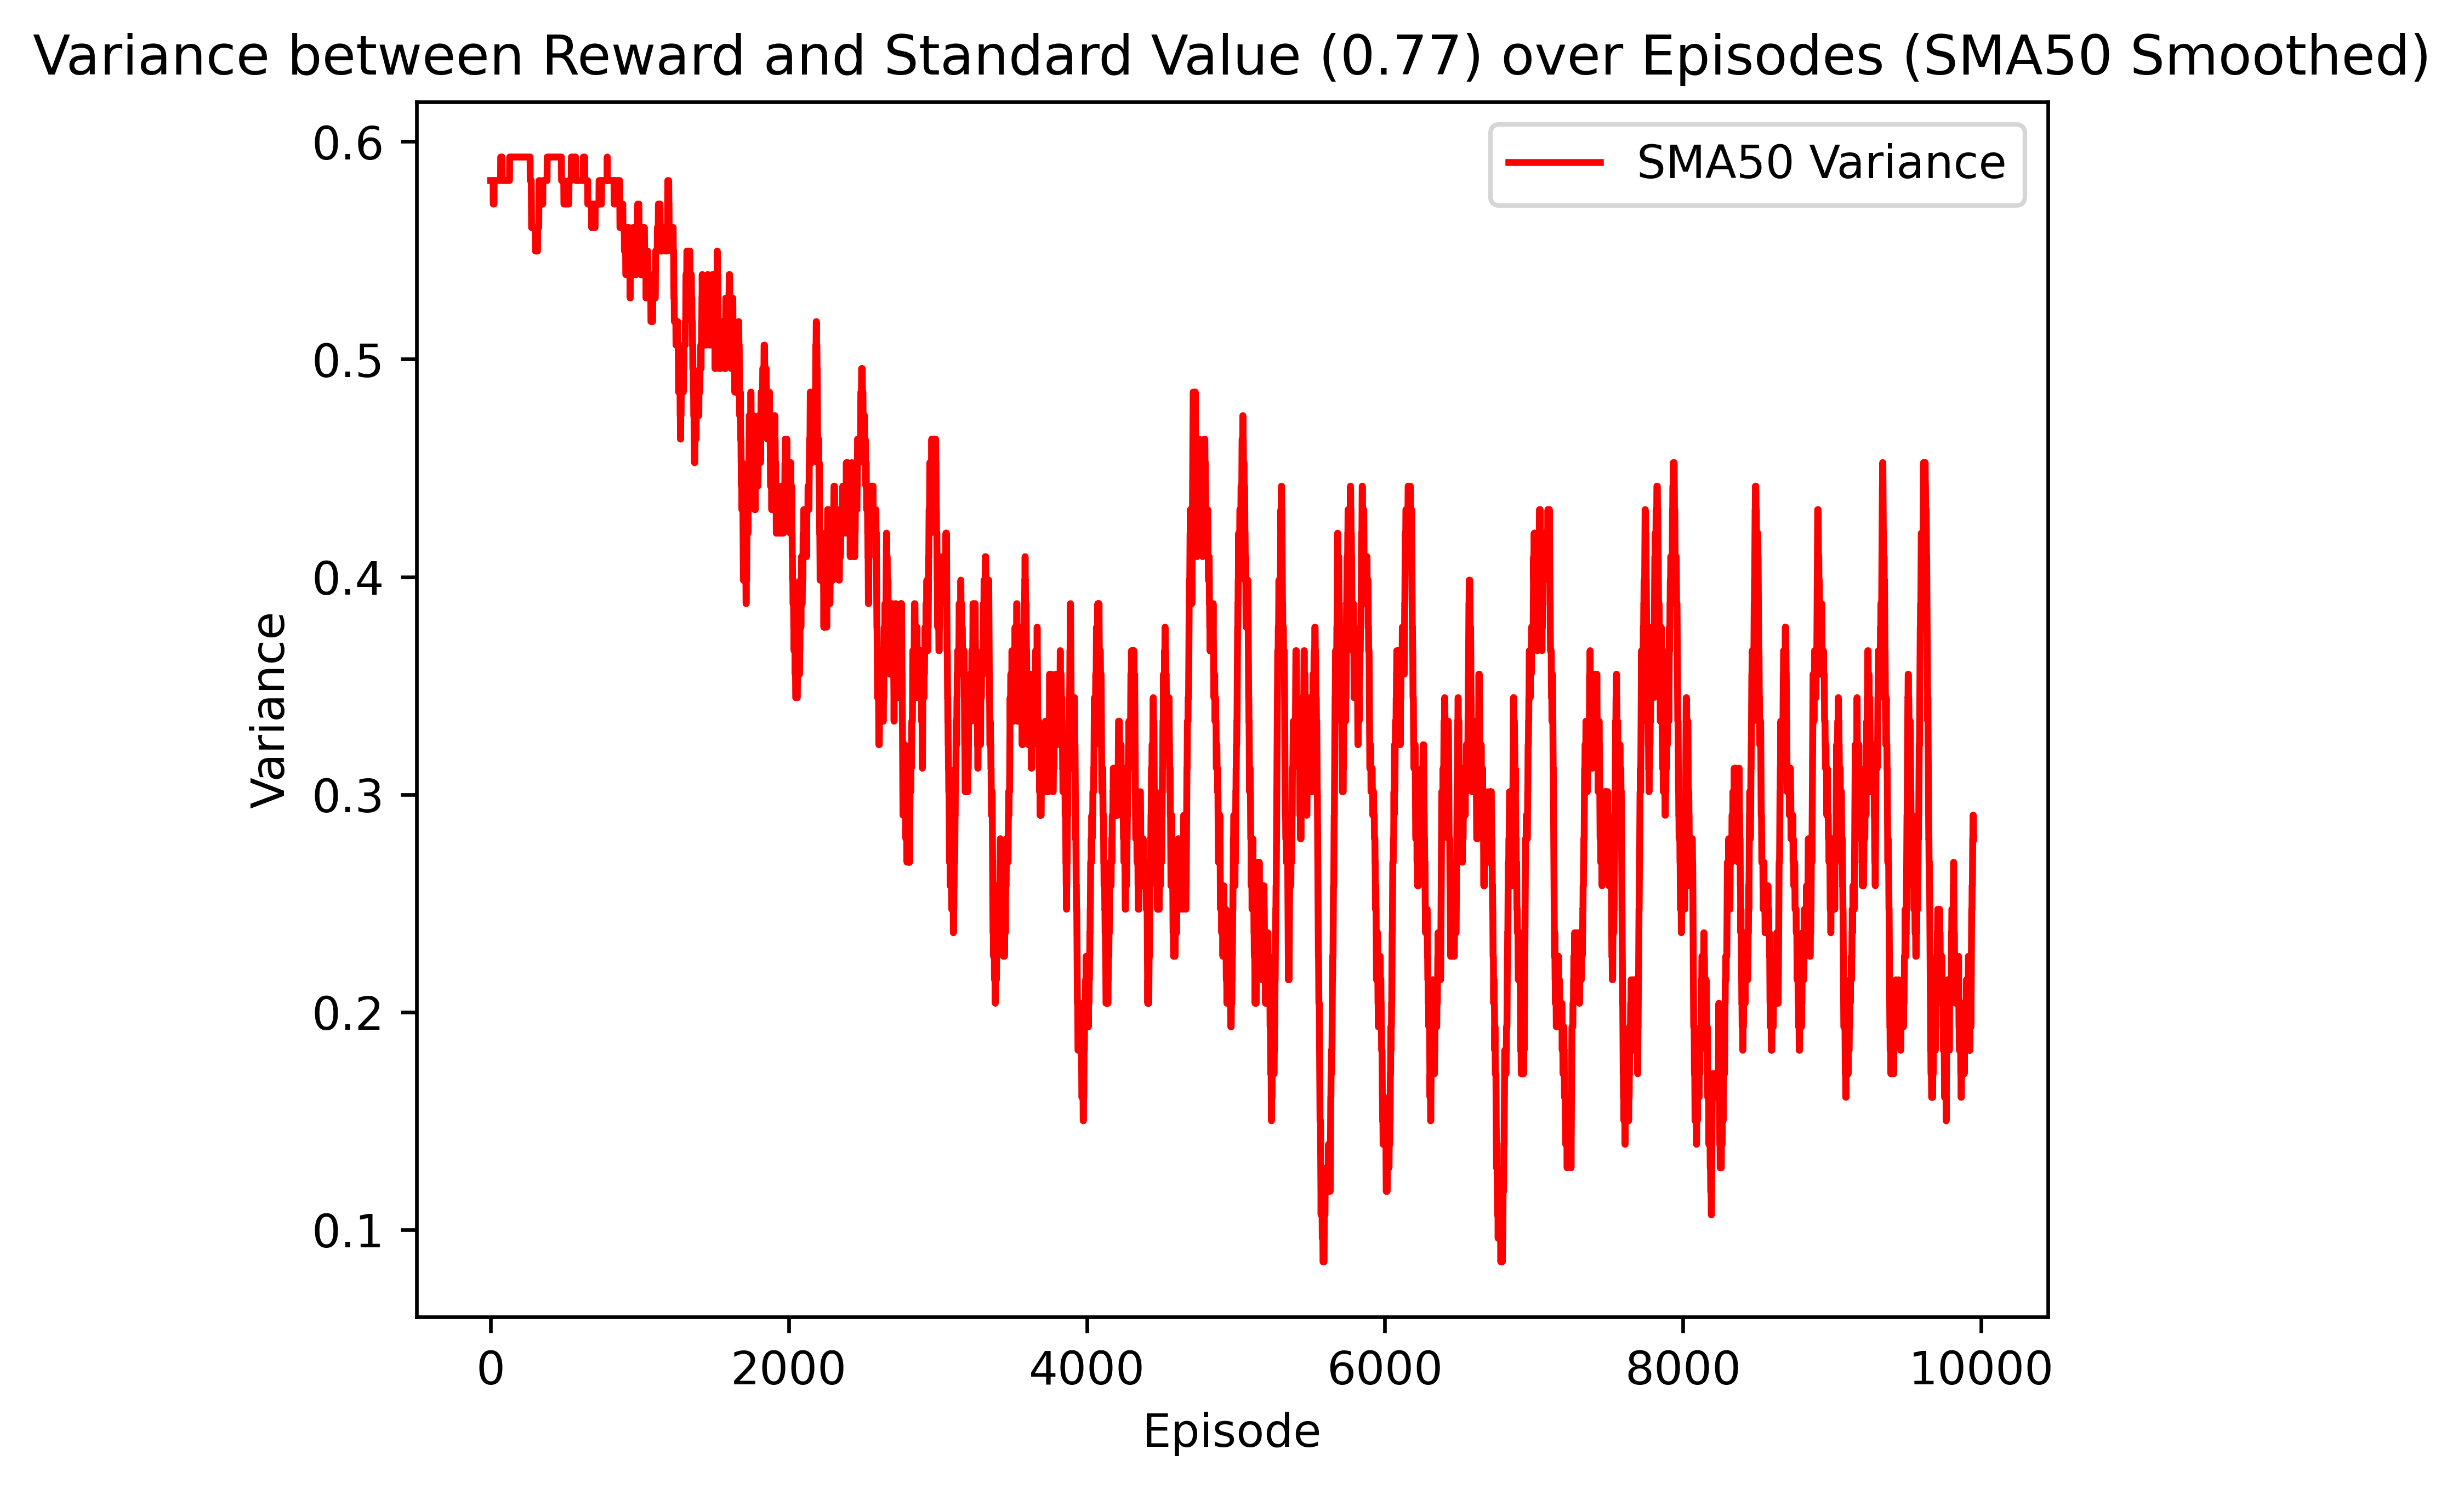 Variance between Reward and Standard Value (0.77) over Episodes (SMA50 Smoothed)
SMA50 Variance
0.6
0.5
0.4
0.3
0.2
0.1
Variance
0 2000 4000 6000 8000 10000
Episode